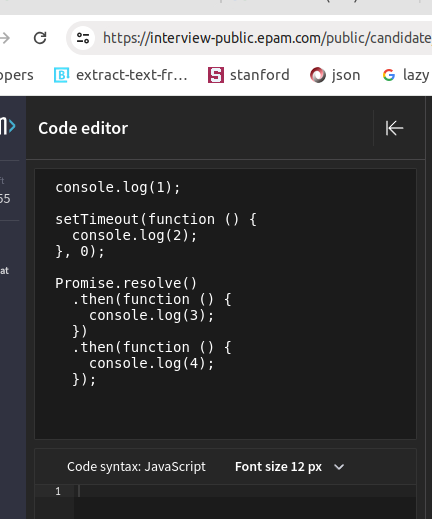 https://interview-public.epam.com/public/candidate
opers
extract-text-fr...
stanford
json
lazy
Code editor
console.log(1);
setTimeout(function () {
  console.log(2);
}, 0);
Promise.resolve()
  .then(function () {
    console.log(3);
  })
  .then(function () {
    console.log(4);
  });
ft
55
at
Code syntax: JavaScript
Font size 12 px
1